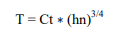 T = Ct * (hn)^3/4